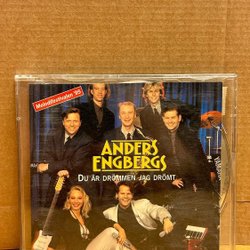 Melodifestivalen '95
ANDERS
ENGBERGS
DU ÄR DRÖMMEN JAG DRÖMT